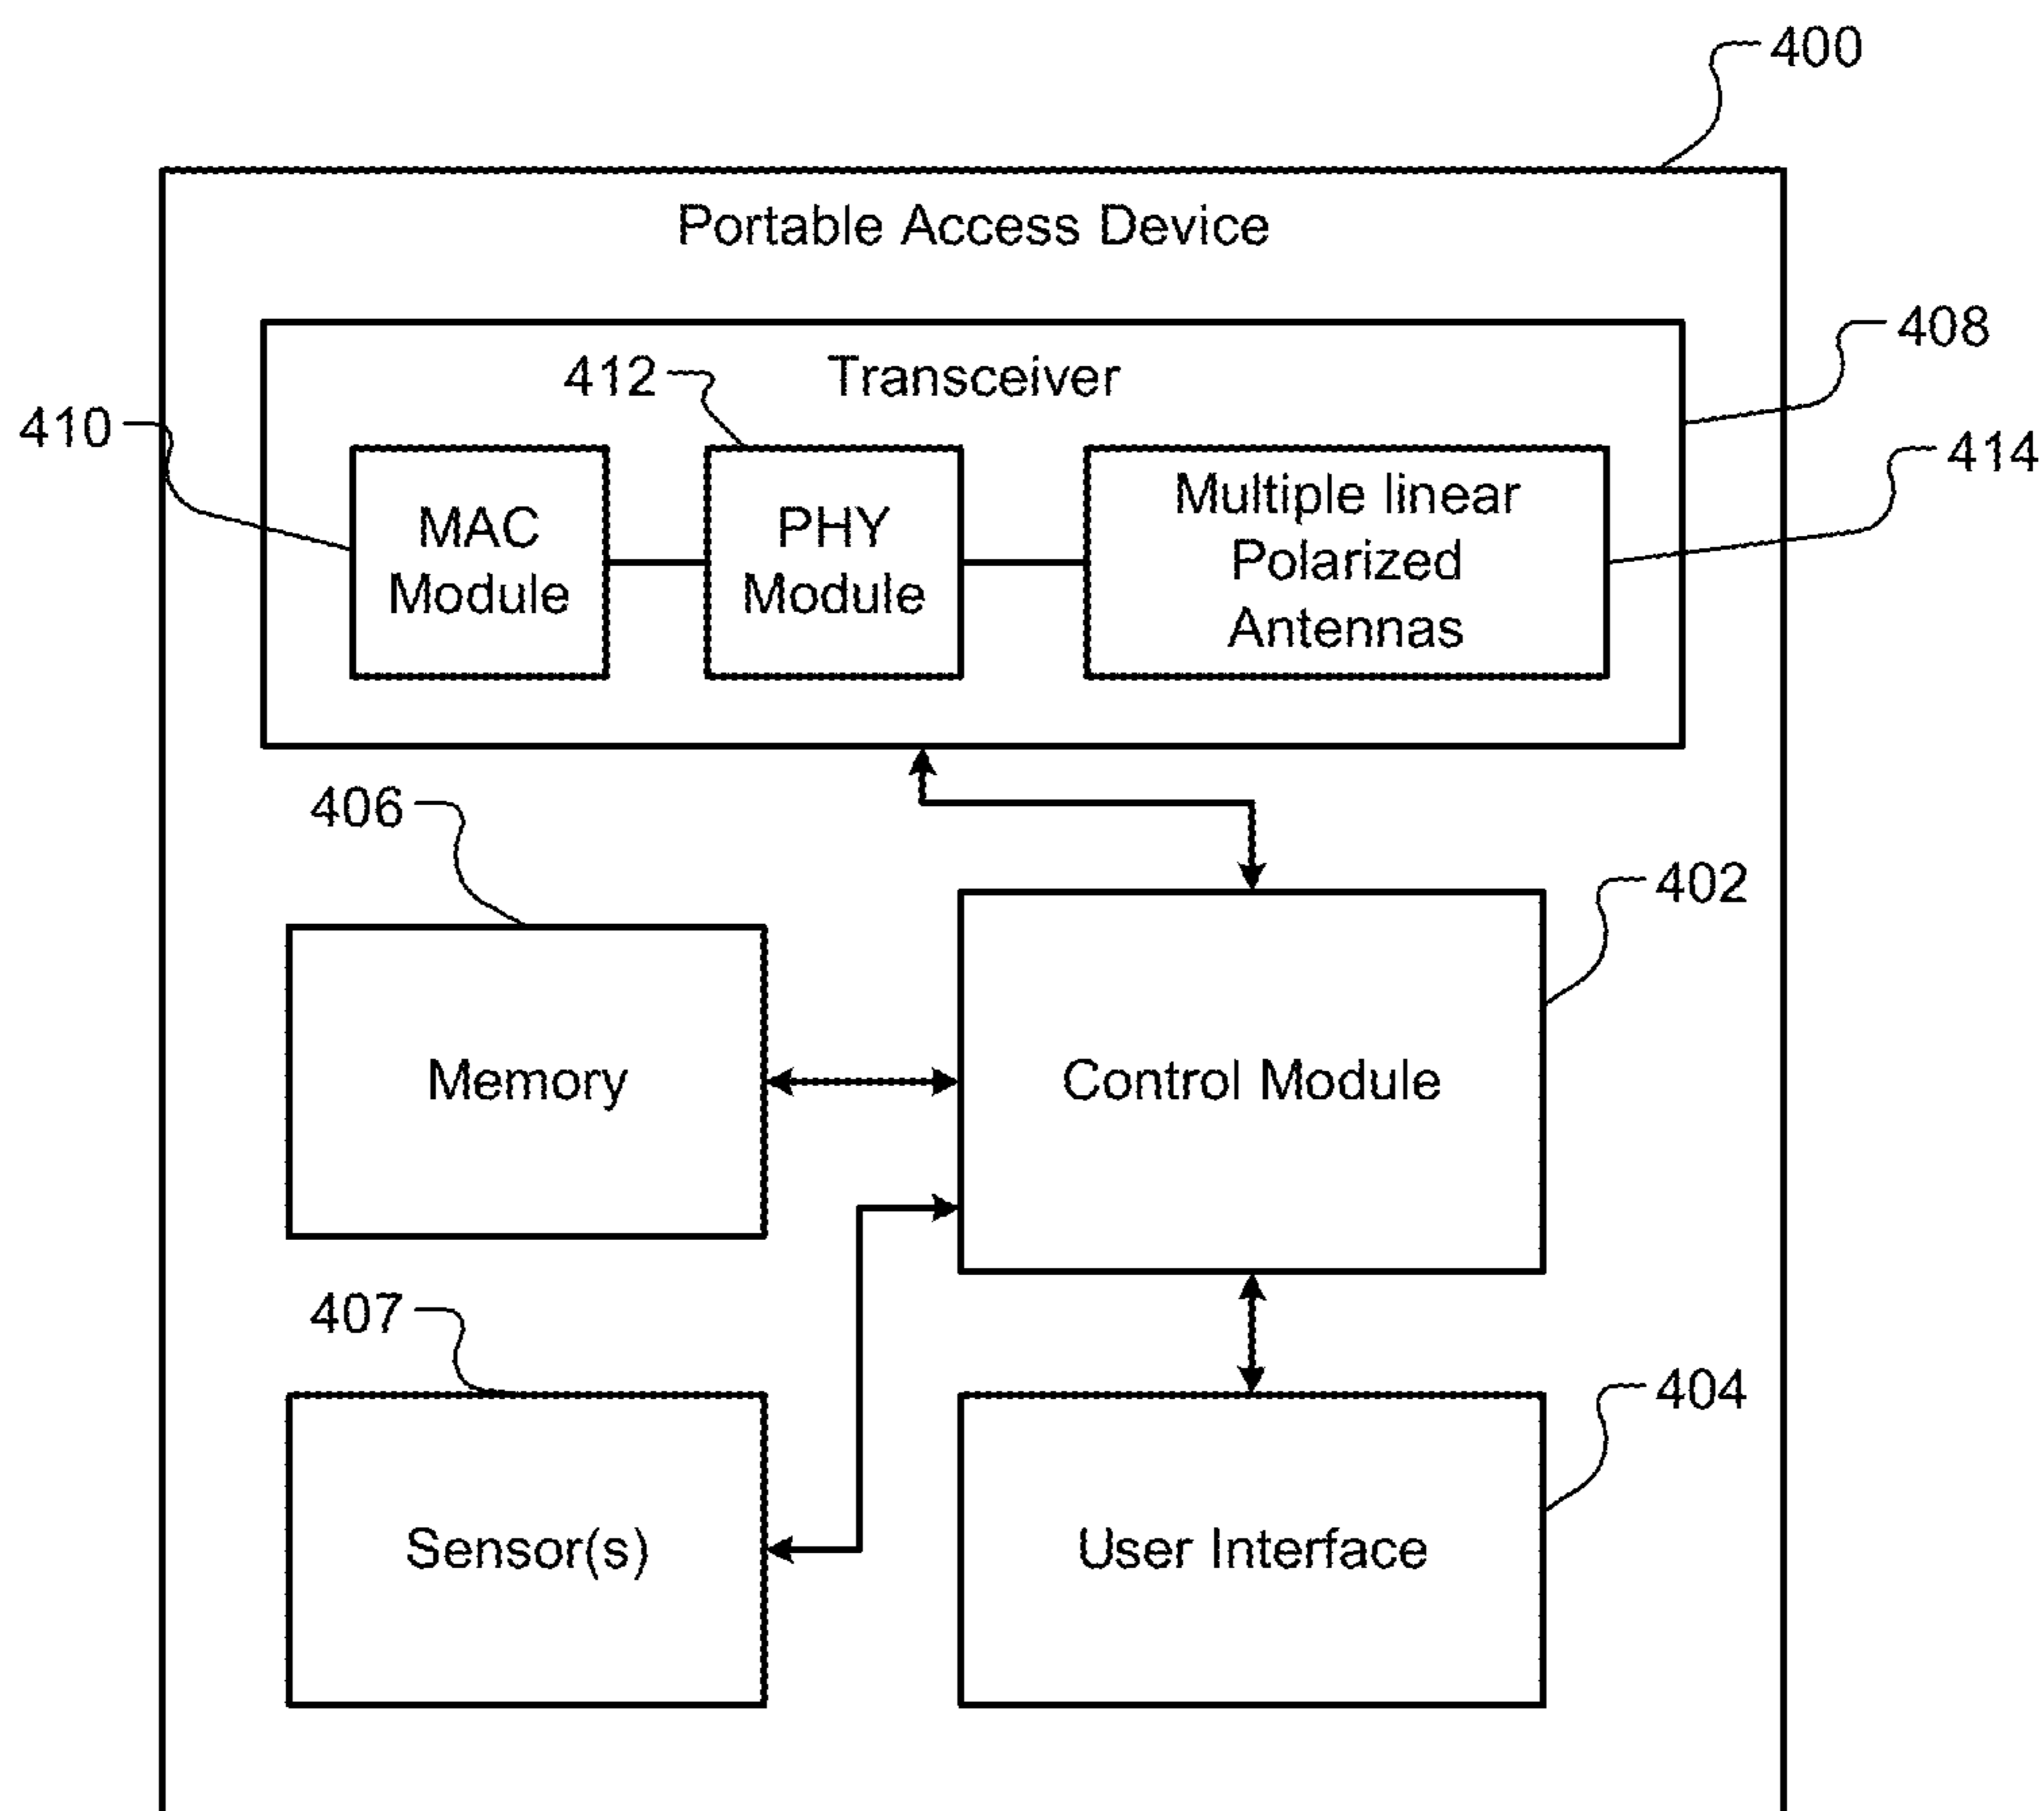 400
Portable Access Device
408
412
Transceiver
410
414
MAC
Module
PHY
Module
Multiple linear
Polarized
Antennas
406
402
Memory
Control Module
407
404
Sensor(s)
User Interface